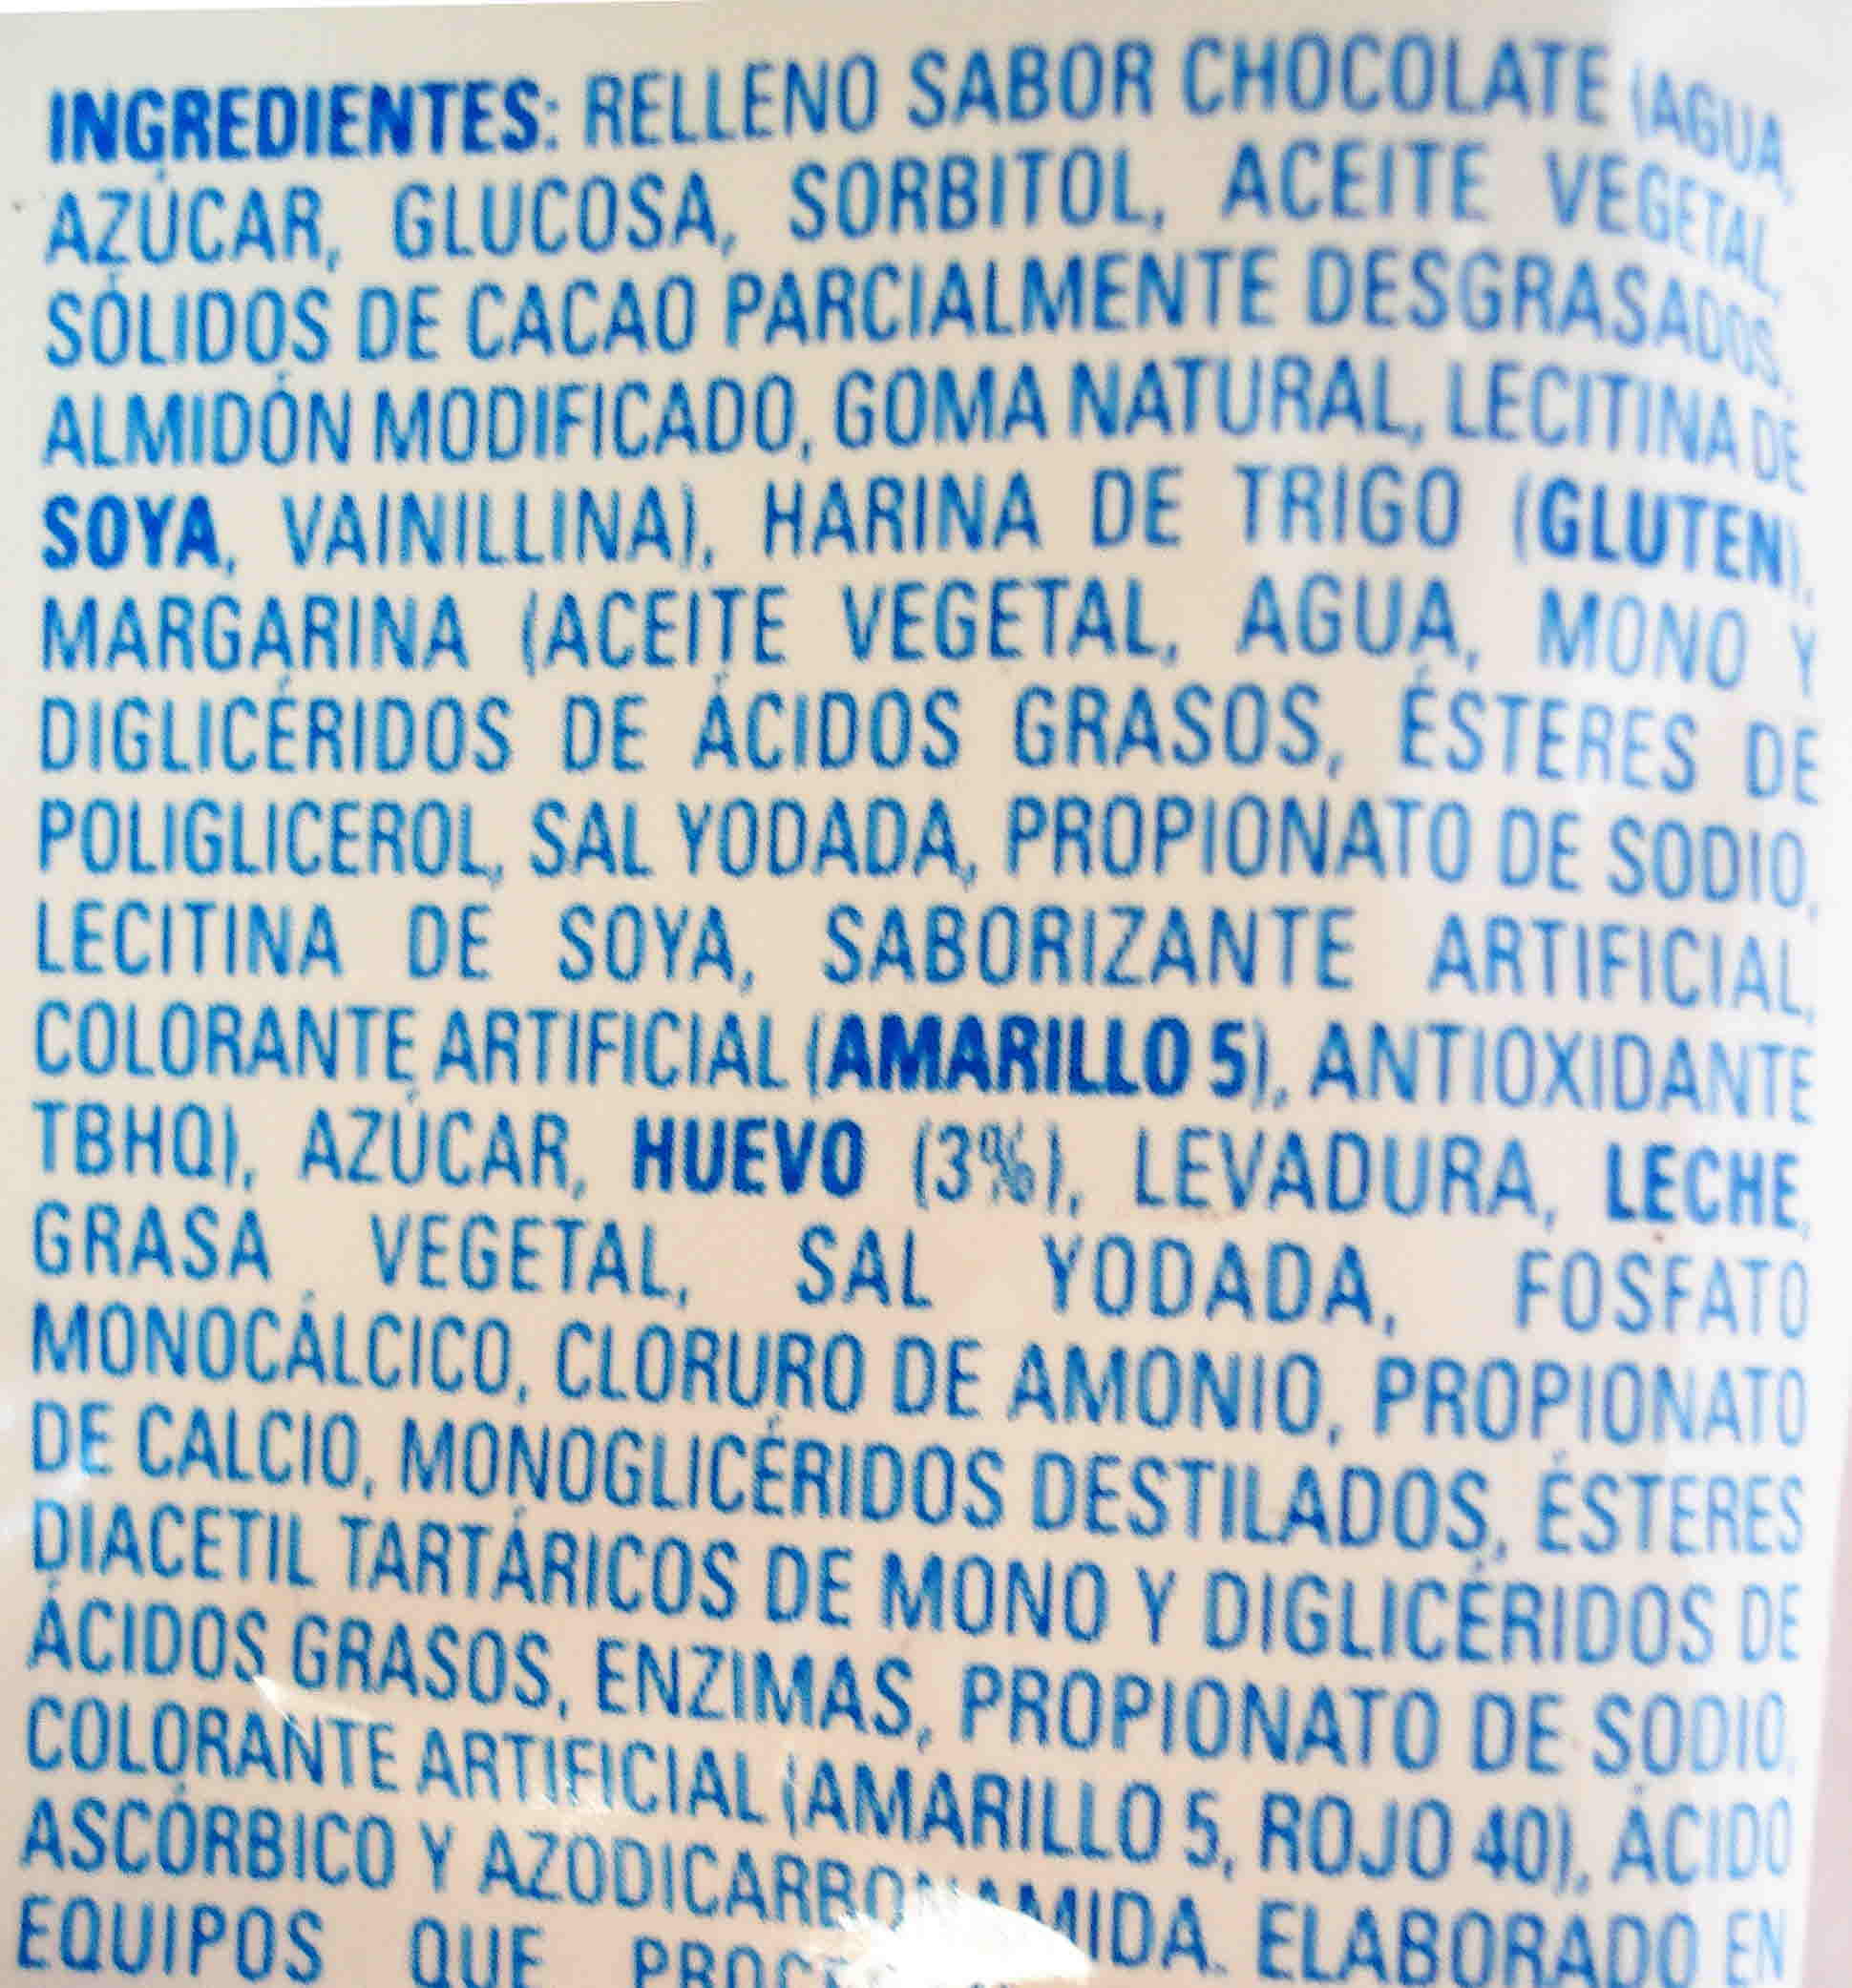 INGREDIENTES: RELLENO SABOR CHOCOLATE (AGUA,
AZÚCAR, GLUCOSA, SORBITOL, ACEITE VEGETAL,
SÓLIDOS DE CACAO PARCIALMENTE DESGRASADOS,
ALMIDÓN MODIFICADO, GOMA NATURAL, LECITINA DE
SOYA, VAINILLINA), HARINA DE TRIGO (GLUTEN),
MARGARINA (ACEITE VEGETAL, AGUA, MONO Y
DIGLICÉRIDOS DE ÁCIDOS GRASOS, ÉSTERES DE
POLIGLICEROL, SAL YODADA, PROPIONATO DE SODIO,
LECITINA DE SOYA, SABORIZANTE ARTIFICIAL,
COLORANTE ARTIFICIAL (AMARILLO 5), ANTIOXIDANTE
TBHQ), AZÚCAR, HUEVO (3%), LEVADURA, LECHE,
GRASA VEGETAL, SAL YODADA, FOSFATO
MONOCÁLCICO, CLORURO DE AMONIO, PROPIONATO
DE CALCIO, MONOGLICÉRIDOS DESTILADOS, ÉSTERES
DIACETIL TARTÁRICOS DE MONO Y DIGLICÉRIDOS DE
ÁCIDOS GRASOS, ENZIMAS, PROPIONATO DE SODIO,
COLORANTE ARTIFICIAL (AMARILLO 5, ROJO 40), ÁCIDO
ASCÓRBICO Y AZODICARBONAMIDA. ELABORADO EN
EQUIPOS QUE